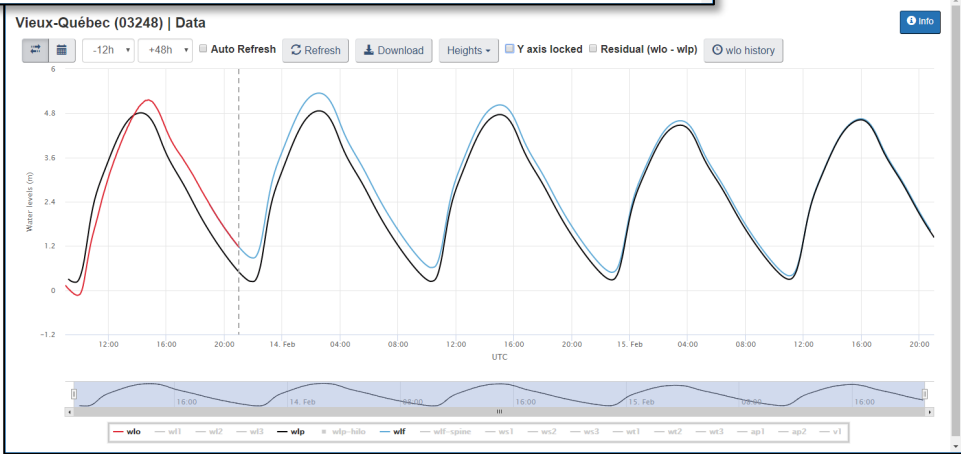 Vieux-Québec (03248) | Data
Info
-12h +48h Auto Refresh Refresh Download Heights Y axis locked Residual (wlo - wlp) wlo history
6
4.8
3.6
2.4
1.2
0
-1.2
Water levels (m)
12:00 16:00 20:00 14. Feb 04:00 08:00 12:00 16:00 20:00 15. Feb 04:00 08:00 12:00 16:00 20:00
UTC
16:00 14. Feb 08:00 16:00 15. Feb 08:00 16:00
wlo wl1 wl2 wl3 wlp wlp-hilo wlf wlf-spine ws1 ws2 ws3 wt1 wt2 wt3 ap1 ap2 v1